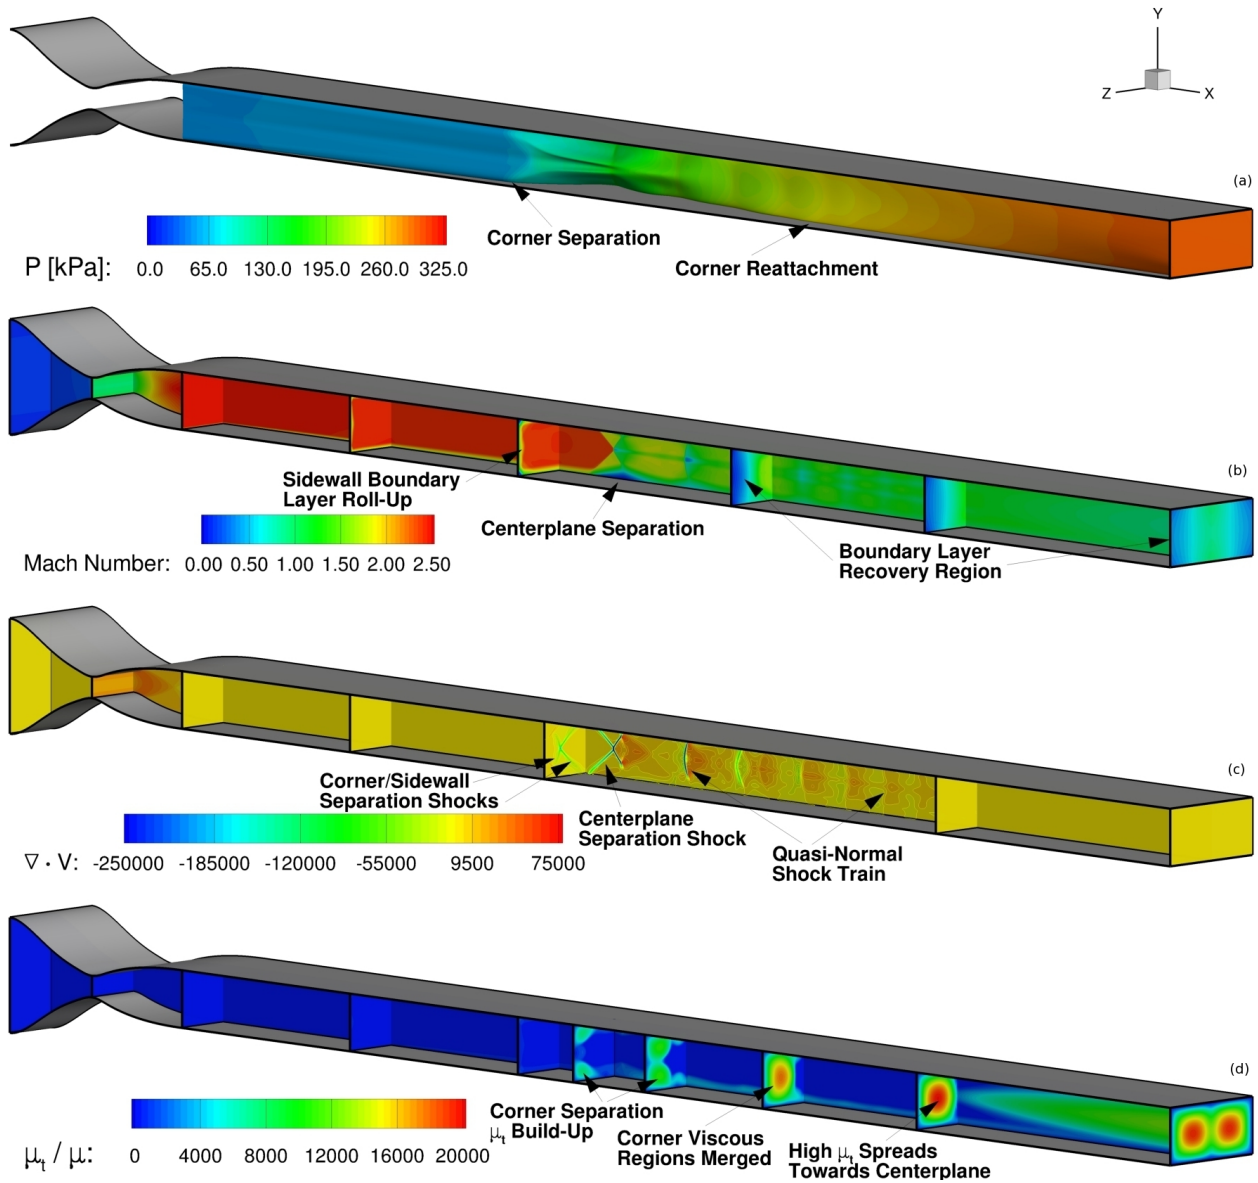 Y
Z
X
(a)
Corner Separation
Corner Reattachment
P [kPa]:
0.0 65.0 130.0 195.0 260.0 325.0
(b)
Sidewall Boundary
Layer Roll-Up
Centerplane Separation
Boundary Layer
Recovery Region
Mach Number:
0.00 0.50 1.00 1.50 2.00 2.50
(c)
Corner/Sidewall
Separation Shocks
Centerplane
Separation Shock
Quasi-Normal
Shock Train
∇ · V:
-250000 -185000 -120000 -55000 9500 75000
(d)
Corner Separation
μt Build-Up
Corner Viscous
Regions Merged
High μt Spreads
Towards Centerplane
μt / μ:
0 4000 8000 12000 16000 20000